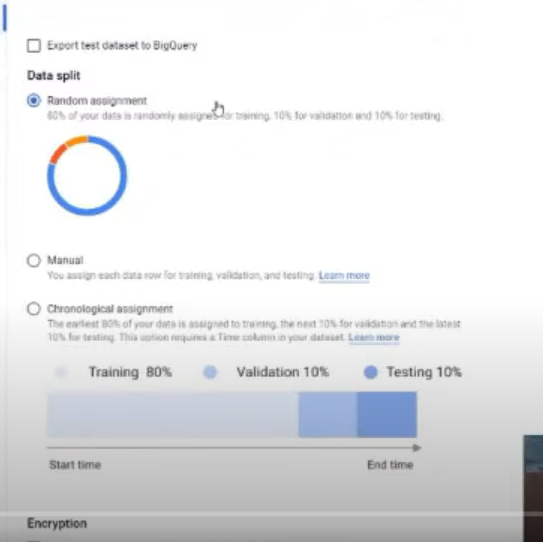 Export test dataset to BigQuery
Data split
Random assignment
80% of your data is randomly assigned for training, 10% for validation and 10% for testing.
Manual
You assign each data row for training, validation, and testing. Learn more
Chronological assignment
The earliest 80% of your data is assigned to training, the next 10% for validation and the latest
10% for testing. This option requires a Time column in your dataset. Learn more
Training 80% Validation 10% Testing 10%
Start time End time
Encryption